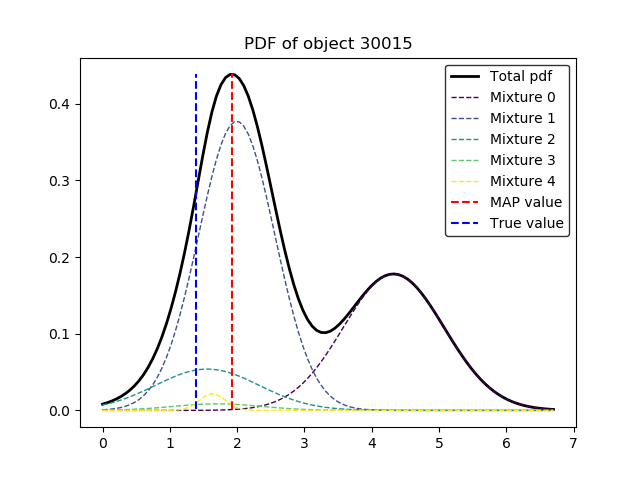 PDF of object 30015
Total pdf
Mixture 0
Mixture 1
Mixture 2
Mixture 3
Mixture 4
MAP value
True value
0.4
0.3
0.2
0.1
0.0
0 1 2 3 4 5 6 7